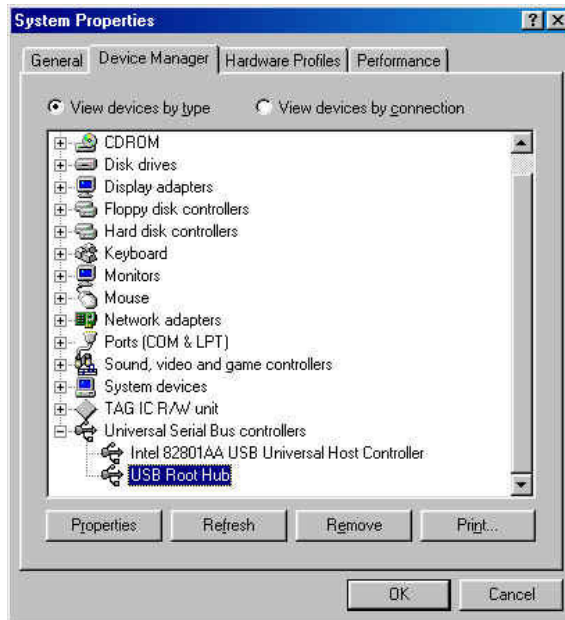 System Properties
General Device Manager Hardware Profiles Performance
View devices by type View devices by connection
CDROM
Disk drives
Display adapters
Floppy disk controllers
Hard disk controllers
Keyboard
Monitors
Mouse
Network adapters
Ports (COM & LPT)
Sound, video and game controllers
System devices
TAG IC R/W unit
Universal Serial Bus controllers
Intel 82801AA USB Universal Host Controller
USB Root Hub
Properties Refresh Remove Print...
OK Cancel